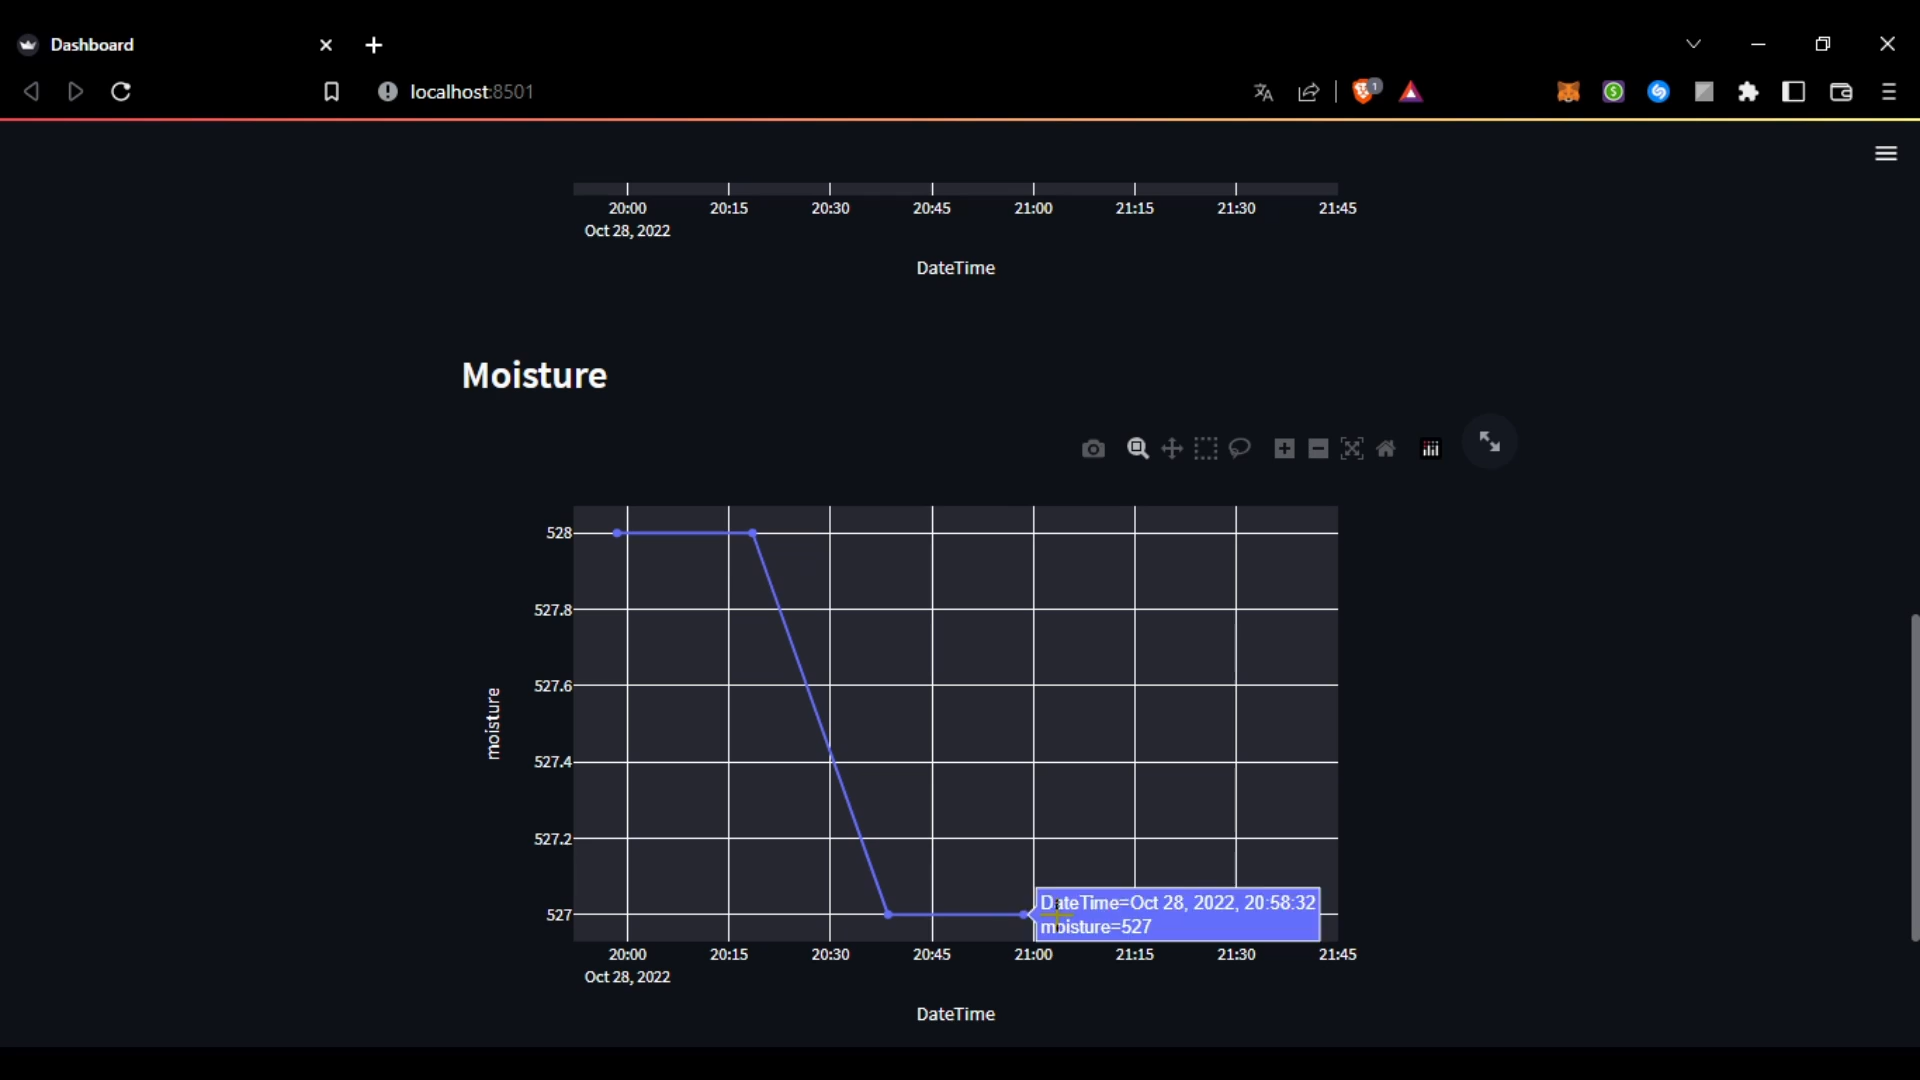 Dashboard
localhost:8501
1
20:00 20:15 20:30 20:45 21:00 21:15 21:30 21:45
Oct 28, 2022
DateTime
Moisture
528
527.8
527.6
527.4
527.2
527
moisture
DateTime=Oct 28, 2022, 20:58:32
moisture=527
20:00 20:15 20:30 20:45 21:00 21:15 21:30 21:45
Oct 28, 2022
DateTime